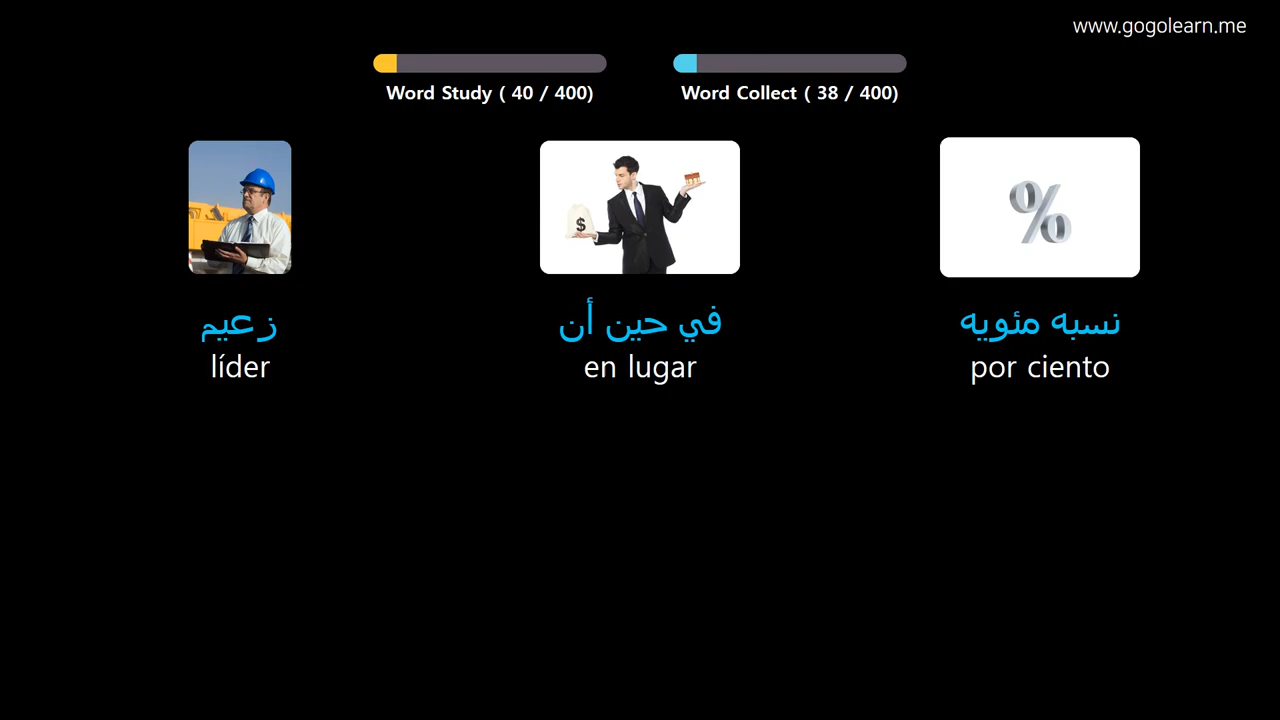 www.gogolearn.me
Word Study ( 40 / 400)
Word Collect ( 38 / 400)
$
%
زعيم
في حين أن
نسبه مئويه
líder
en lugar
por ciento